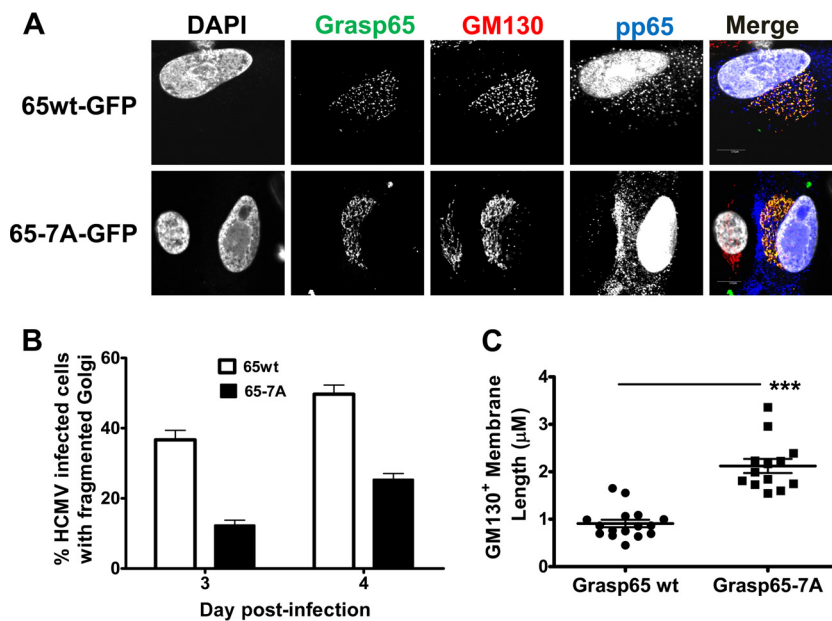 A
DAPI Grasp65 GM130 pp65 Merge
65wt-GFP
65-7A-GFP
B
% HCMV infected cells
with fragmented Golgi
60
40
20
0
65wt
65-7A
3 4
Day post-infection
C
GM130+ Membrane
Length (μM)
4
3
2
1
0
***
Grasp65 wt Grasp65-7A